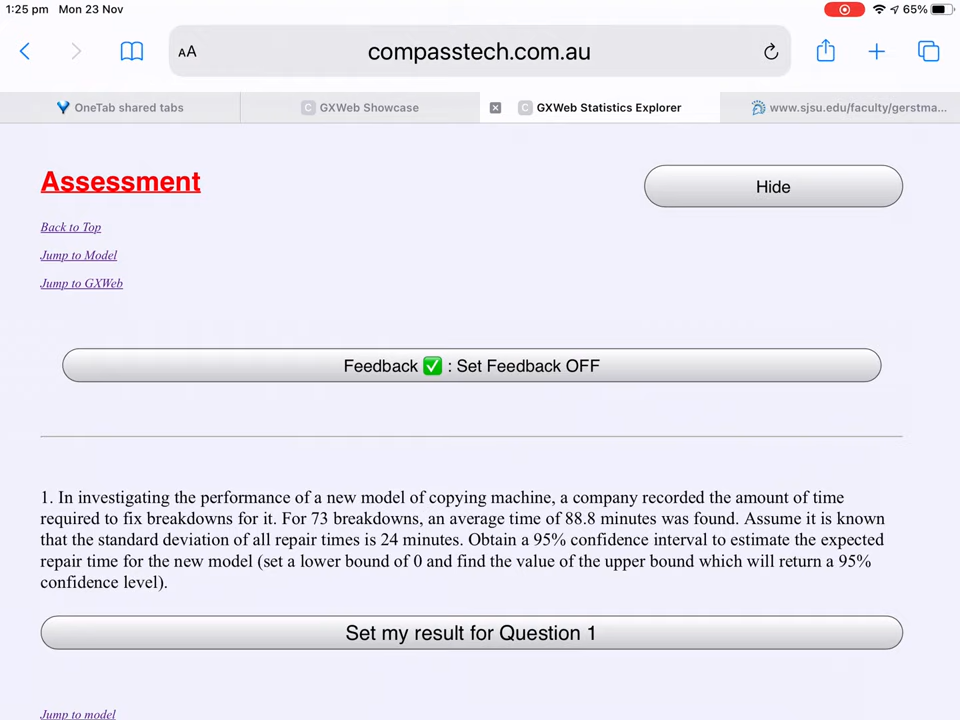 1:25 pm Mon 23 Nov
65%
AA
compasstech.com.au
OneTab shared tabs
GXWeb Showcase
GXWeb Statistics Explorer
www.sjsu.edu/faculty/gerstma...
Assessment
Hide
Back to Top
Jump to Model
Jump to GXWeb
Feedback ✅ : Set Feedback OFF
1. In investigating the performance of a new model of copying machine, a company recorded the amount of time
required to fix breakdowns for it. For 73 breakdowns, an average time of 88.8 minutes was found. Assume it is known
that the standard deviation of all repair times is 24 minutes. Obtain a 95% confidence interval to estimate the expected
repair time for the new model (set a lower bound of 0 and find the value of the upper bound which will return a 95%
confidence level).
Set my result for Question 1
Jump to model